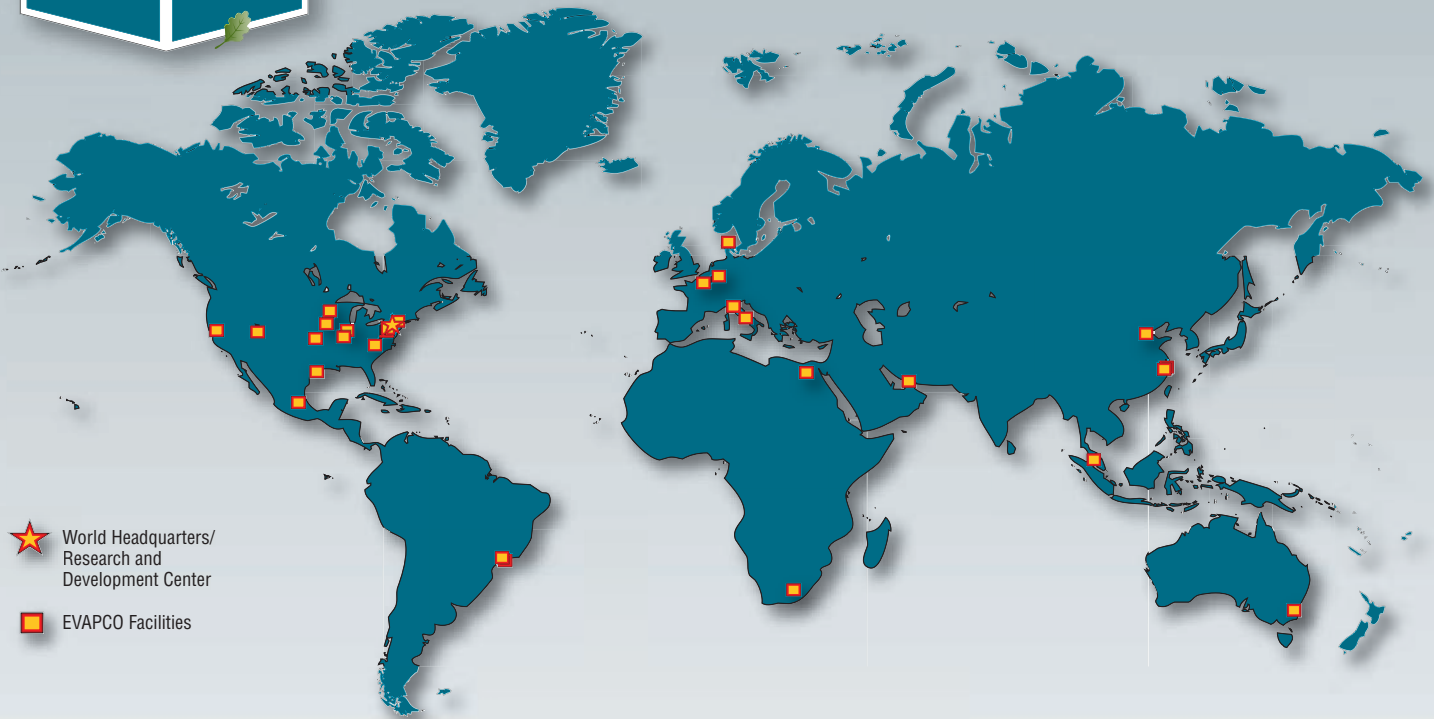 World Headquarters/
Research and
Development Center
EVAPCO Facilities